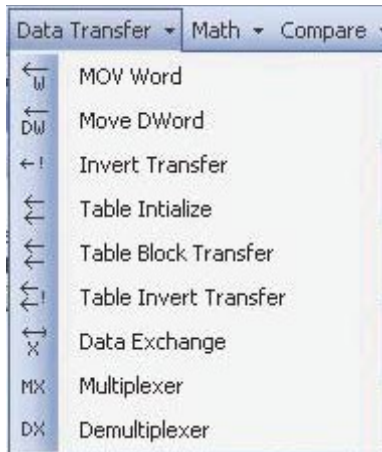 Data Transfer Math Compare
W MOV Word
DW Move DWord
! Invert Transfer
Table Intialize
Table Block Transfer
! Table Invert Transfer
X Data Exchange
MX Multiplexer
DX Demultiplexer